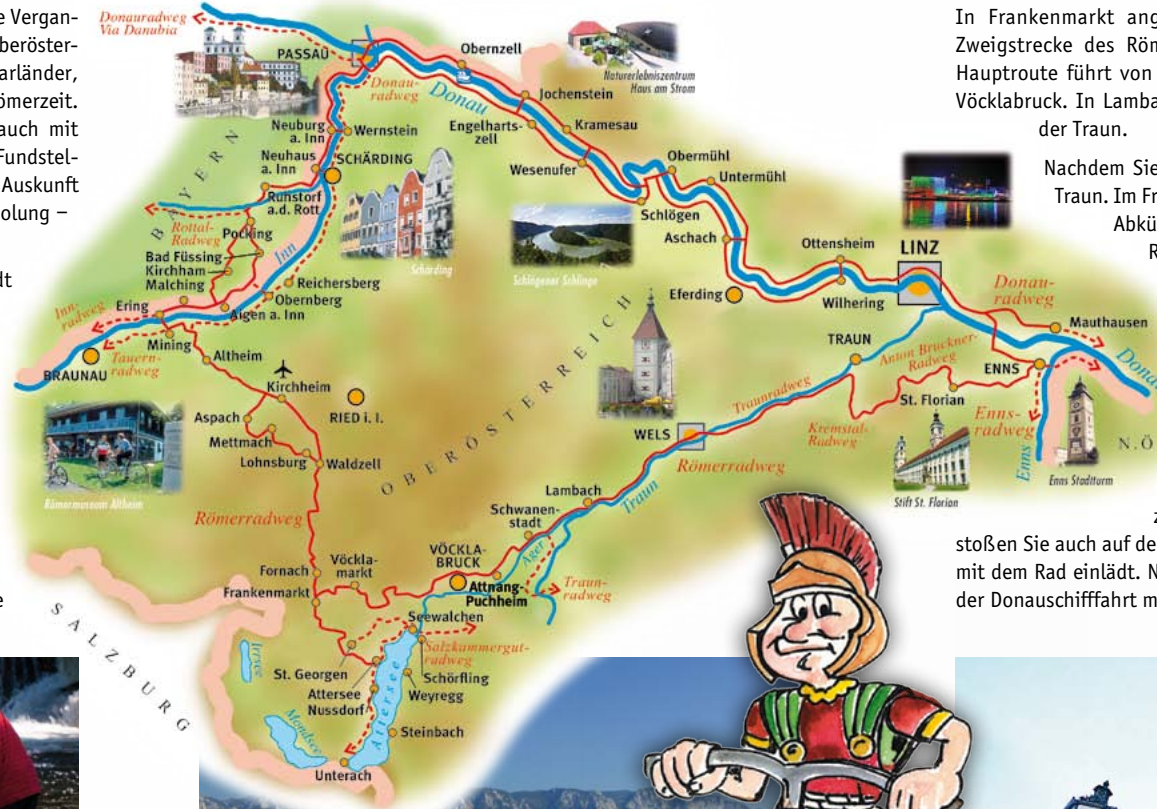 e Vergan-
beröster-
arländer,
ömerzeit.
auch mit
Fundstel-
Auskunft
olung –
dt
e
In Frankenmarkt ang
Zweigstrecke des Röm
Hauptroute führt von
Vöcklabruck. In Lamba
der Traun.
Nachdem Sie
Traun. Im Fr
Abkü
R
z
stoßen Sie auch auf de
mit dem Rad einlädt. N
der Donauschifffahrt m
Donauradweg
Via Danubia
PASSAU
Obernzell
Naturerlebniszentrum
Haus am Strom
Donau-
radweg
Donau
Jochenstein
Neuburg
a. Inn
Wernstein
Engelharts-
zell
Kramesau
BAYERN
Neuhaus
a. Inn
SCHÄRDING
Wesenufer
Obermühl
Untermühl
Ruhstorf
a.d. Rott
Rottal-
Radweg
Pocking
Schlögen
Aschach
Ottensheim
LINZ
Bad Füssing
Kirchham
Malching
Inn
Schärding
Schlögener Schlinge
Reichersberg
Obernberg
Eferding
Wilhering
Donau-
radweg
Inn-
radweg
Ering
Aigen a. Inn
Mauthausen
Mining
Tauern-
radweg
BRAUNAU
Altheim
TRAUN
Anton Bruckner-
Radweg
ENNS
Donau
Kirchheim
OBERÖSTERREICH
St. Florian
Enns-
radweg
Traunradweg
Aspach
RIED i. I.
Mettmach
Lohnsburg
Waldzell
WELS
Kremstal-
Radweg
Römerradweg
Enns
N.Ö
Römermuseum Altheim
Stift St. Florian
Enns Stadtturm
Römerradweg
Lambach
Traun
Schwanen-
stadt
Ager
VÖCKLA-
BRUCK
Fornach
Vöckla-
markt
Frankenmarkt
Attnang-
Puchheim
Traun-
radweg
SALZBURG
Seewalchen
Irrsee
Salzkammergut-
radweg
St. Georgen
Schörfling
Attersee
Nussdorf
Weyregg
Mondsee
Attersee
Steinbach
Unterach